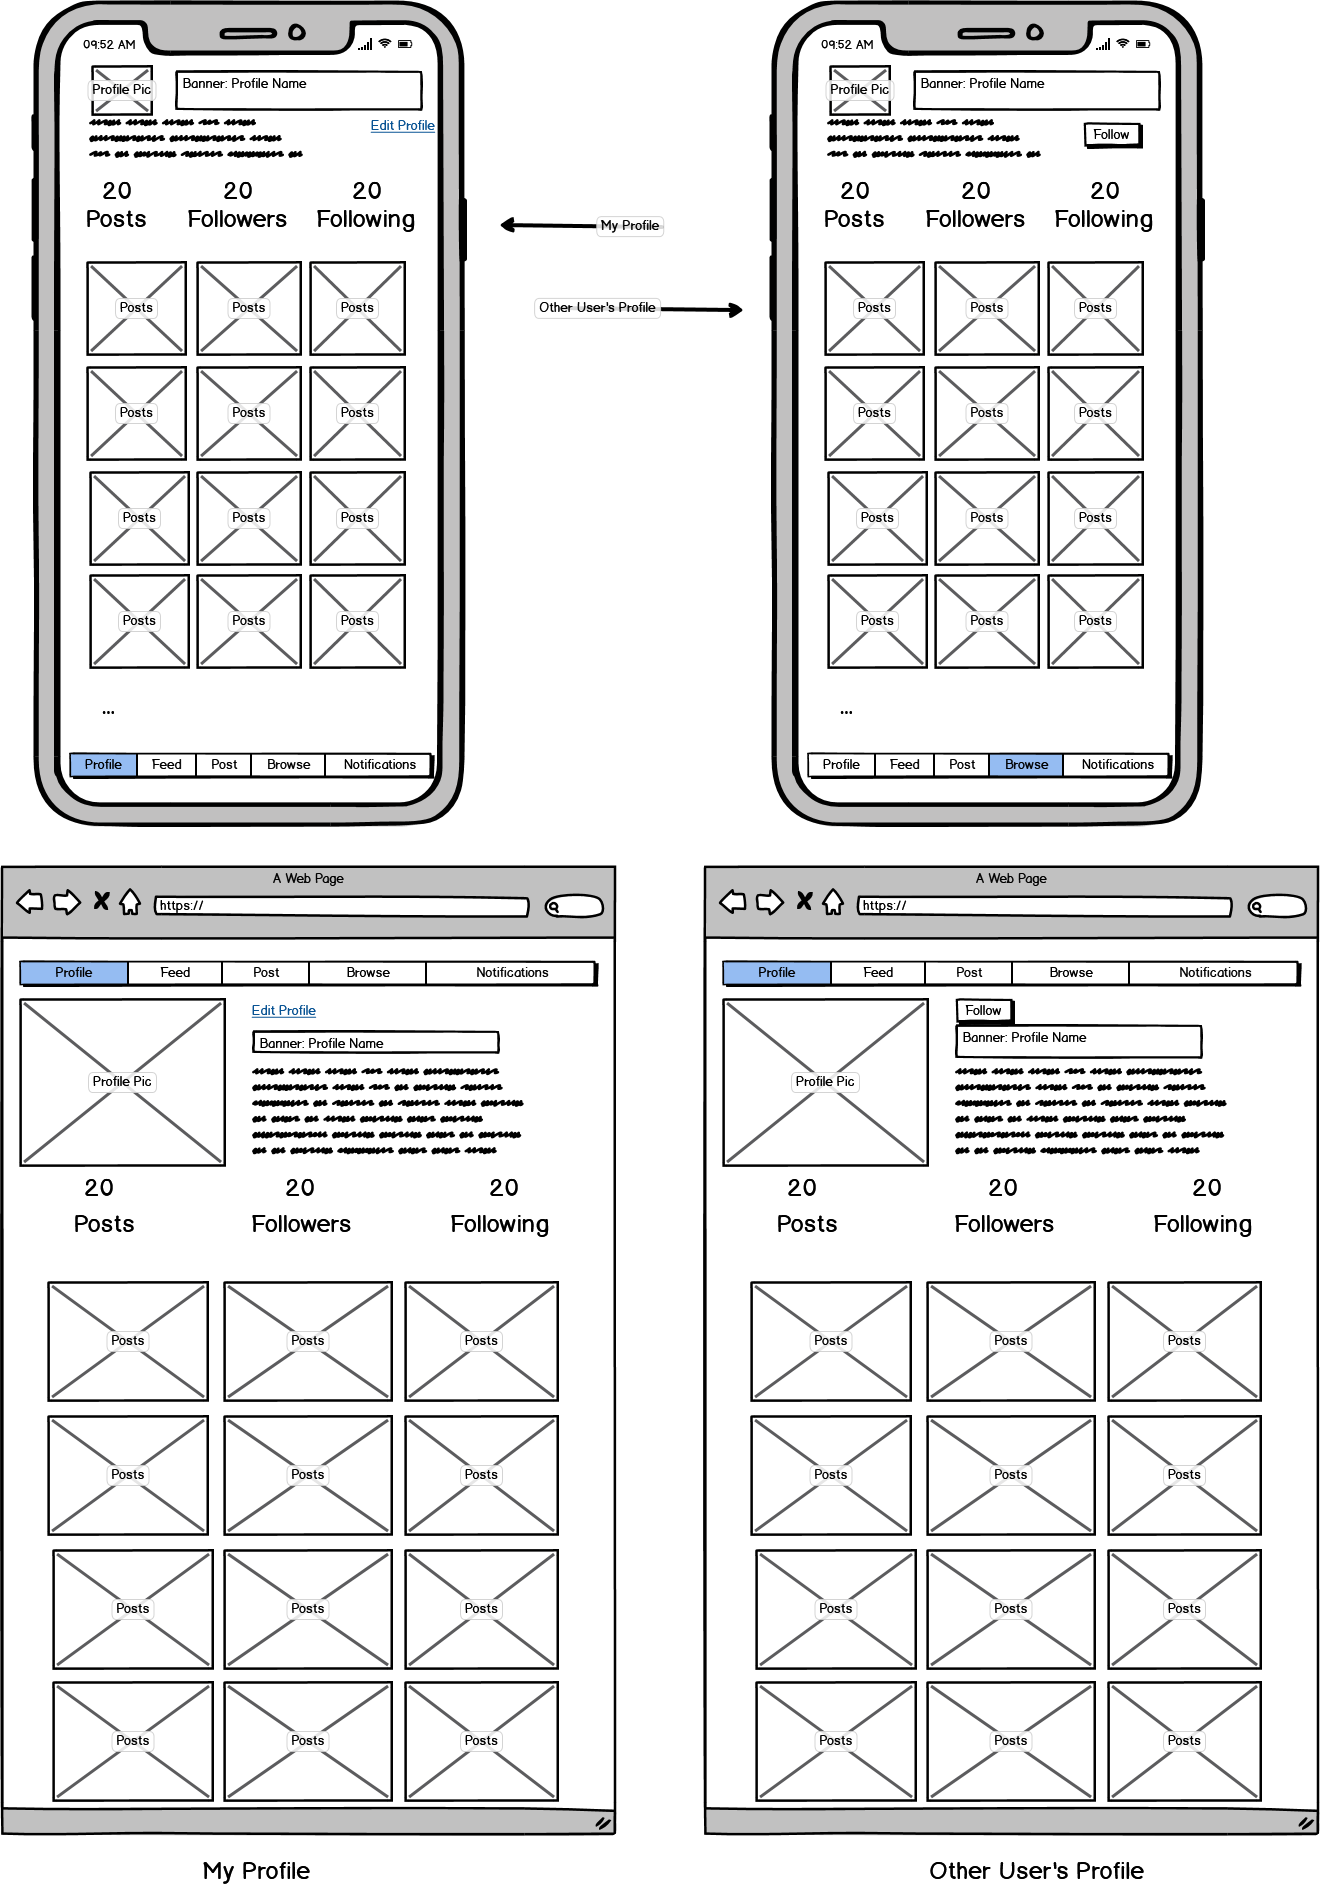 09:52 AM
Profile Pic
Banner: Profile Name
Edit Profile
20 20 20
Posts Followers Following
Posts Posts Posts
Posts Posts Posts
Posts Posts Posts
Posts Posts Posts
...
Profile Feed Post Browse Notifications
My Profile
Other User's Profile
09:52 AM
Profile Pic
Banner: Profile Name
Follow
20 20 20
Posts Followers Following
Posts Posts Posts
Posts Posts Posts
Posts Posts Posts
Posts Posts Posts
...
Profile Feed Post Browse Notifications
A Web Page
https://
Profile Feed Post Browse Notifications
Edit Profile
Banner: Profile Name
Profile Pic
20 20 20
Posts Followers Following
Posts Posts Posts
Posts Posts Posts
Posts Posts Posts
Posts Posts Posts
My Profile
A Web Page
https://
Profile Feed Post Browse Notifications
Follow
Banner: Profile Name
Profile Pic
20 20 20
Posts Followers Following
Posts Posts Posts
Posts Posts Posts
Posts Posts Posts
Posts Posts Posts
Other User's Profile